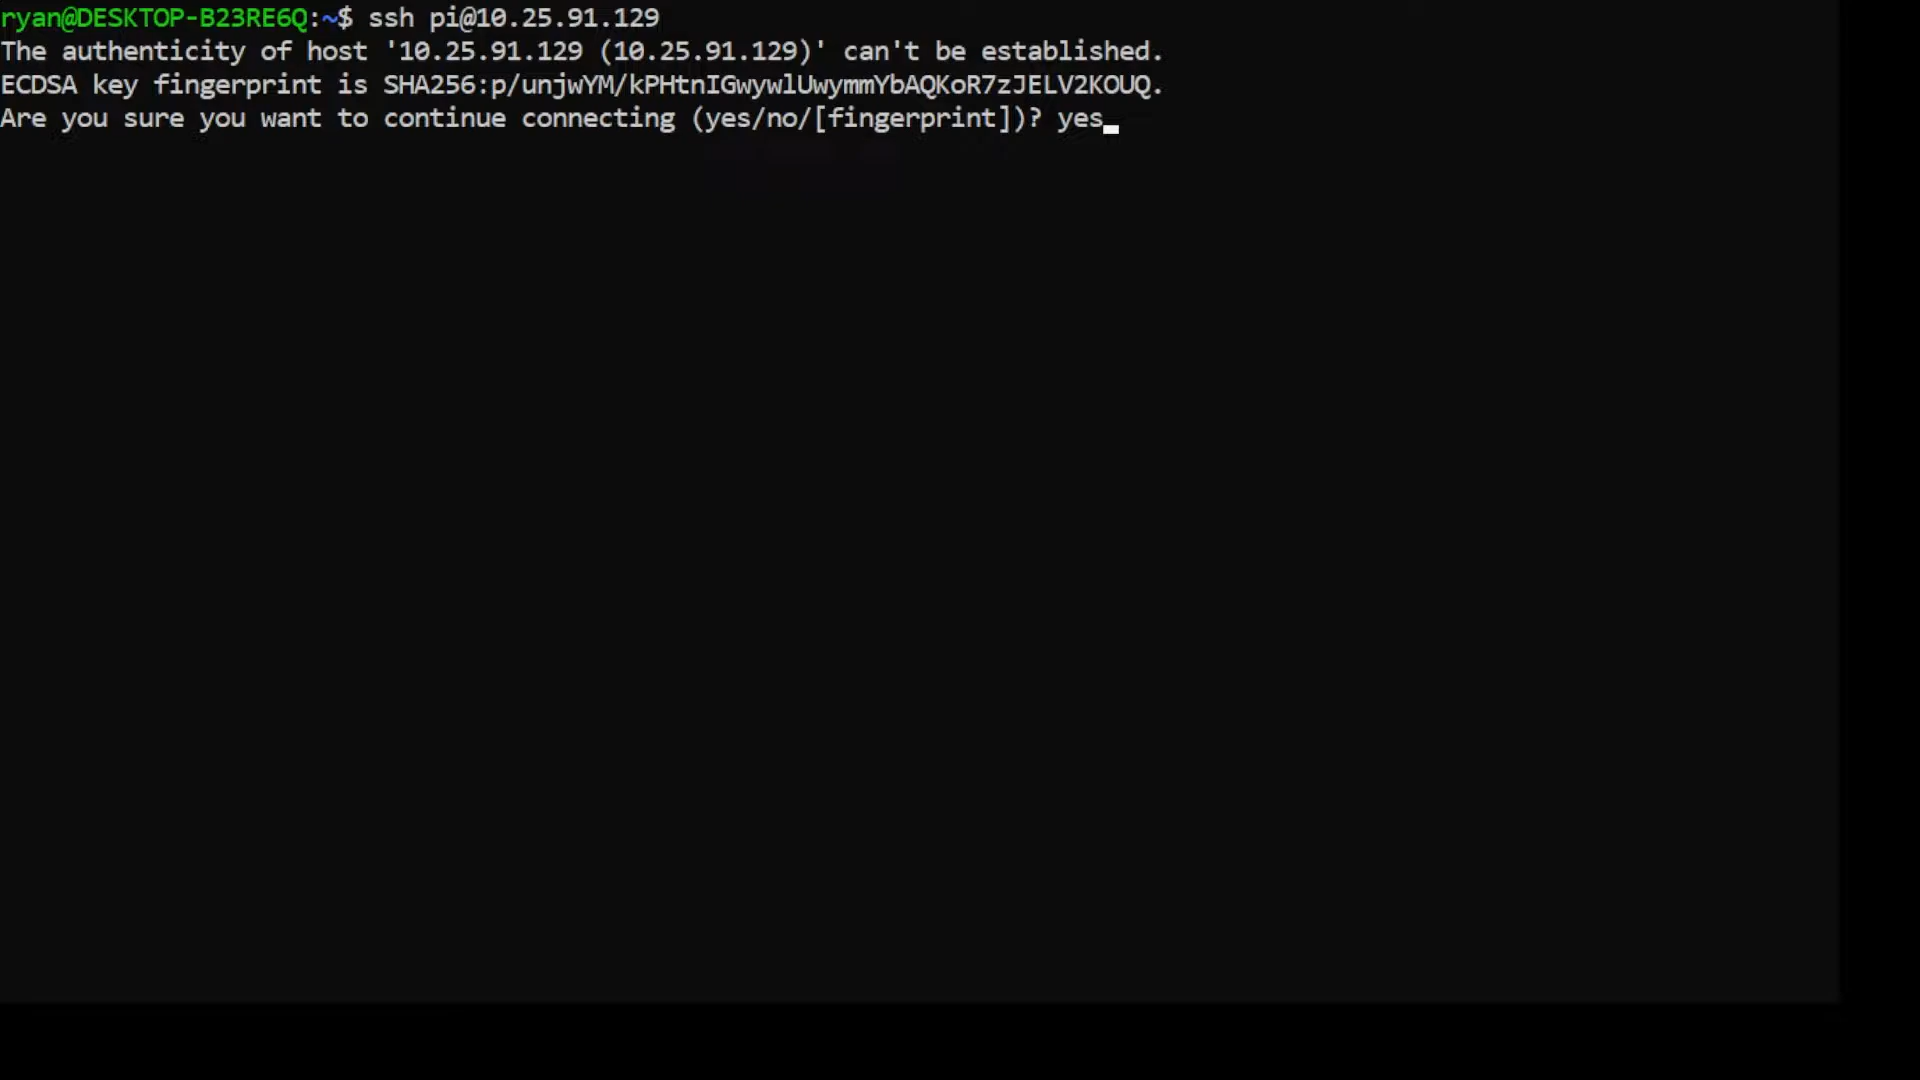 ryan@DESKTOP-B23RE6Q:~$ ssh pi@10.25.91.129
The authenticity of host '10.25.91.129 (10.25.91.129)' can't be established.
ECDSA key fingerprint is SHA256:p/unjwYM/kPHtnIGwywlUwymmYbAQKoR7zJELV2KOUQ.
Are you sure you want to continue connecting (yes/no/[fingerprint])? yes